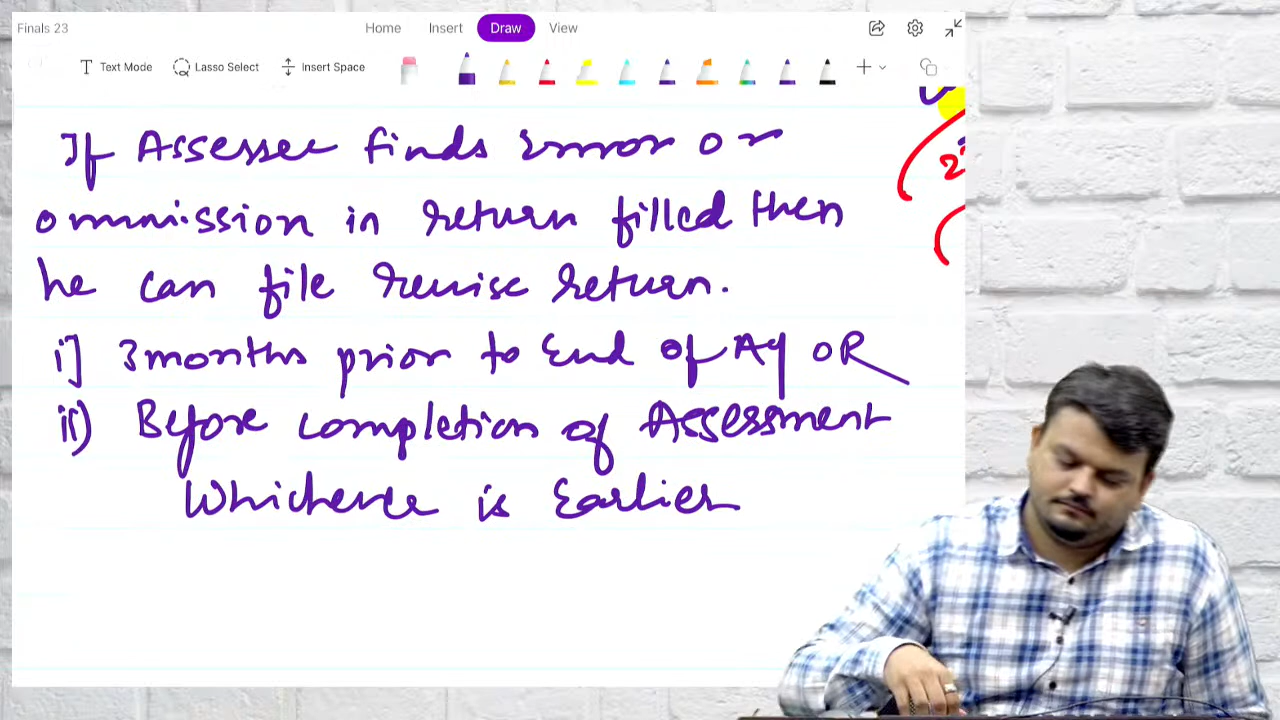 Finals 23
Home Insert Draw View
Text Mode Lasso Select Insert Space
If Assessee finds Error or
ommission in return filled then
he can file revise return.
i] 3months prior to End of AY OR
ii) Before completion of Assessment
Whichever is Earlier